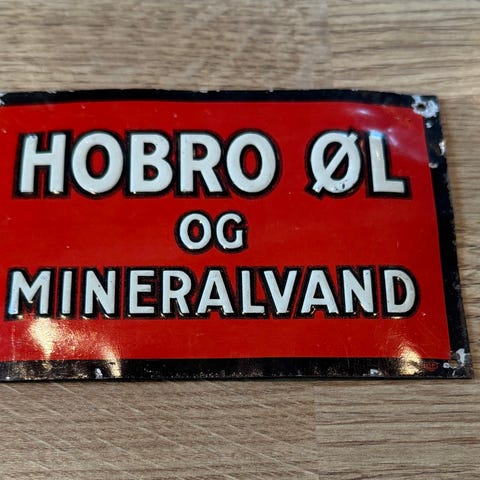 HOBRO ØL
OG
MINERALVAND